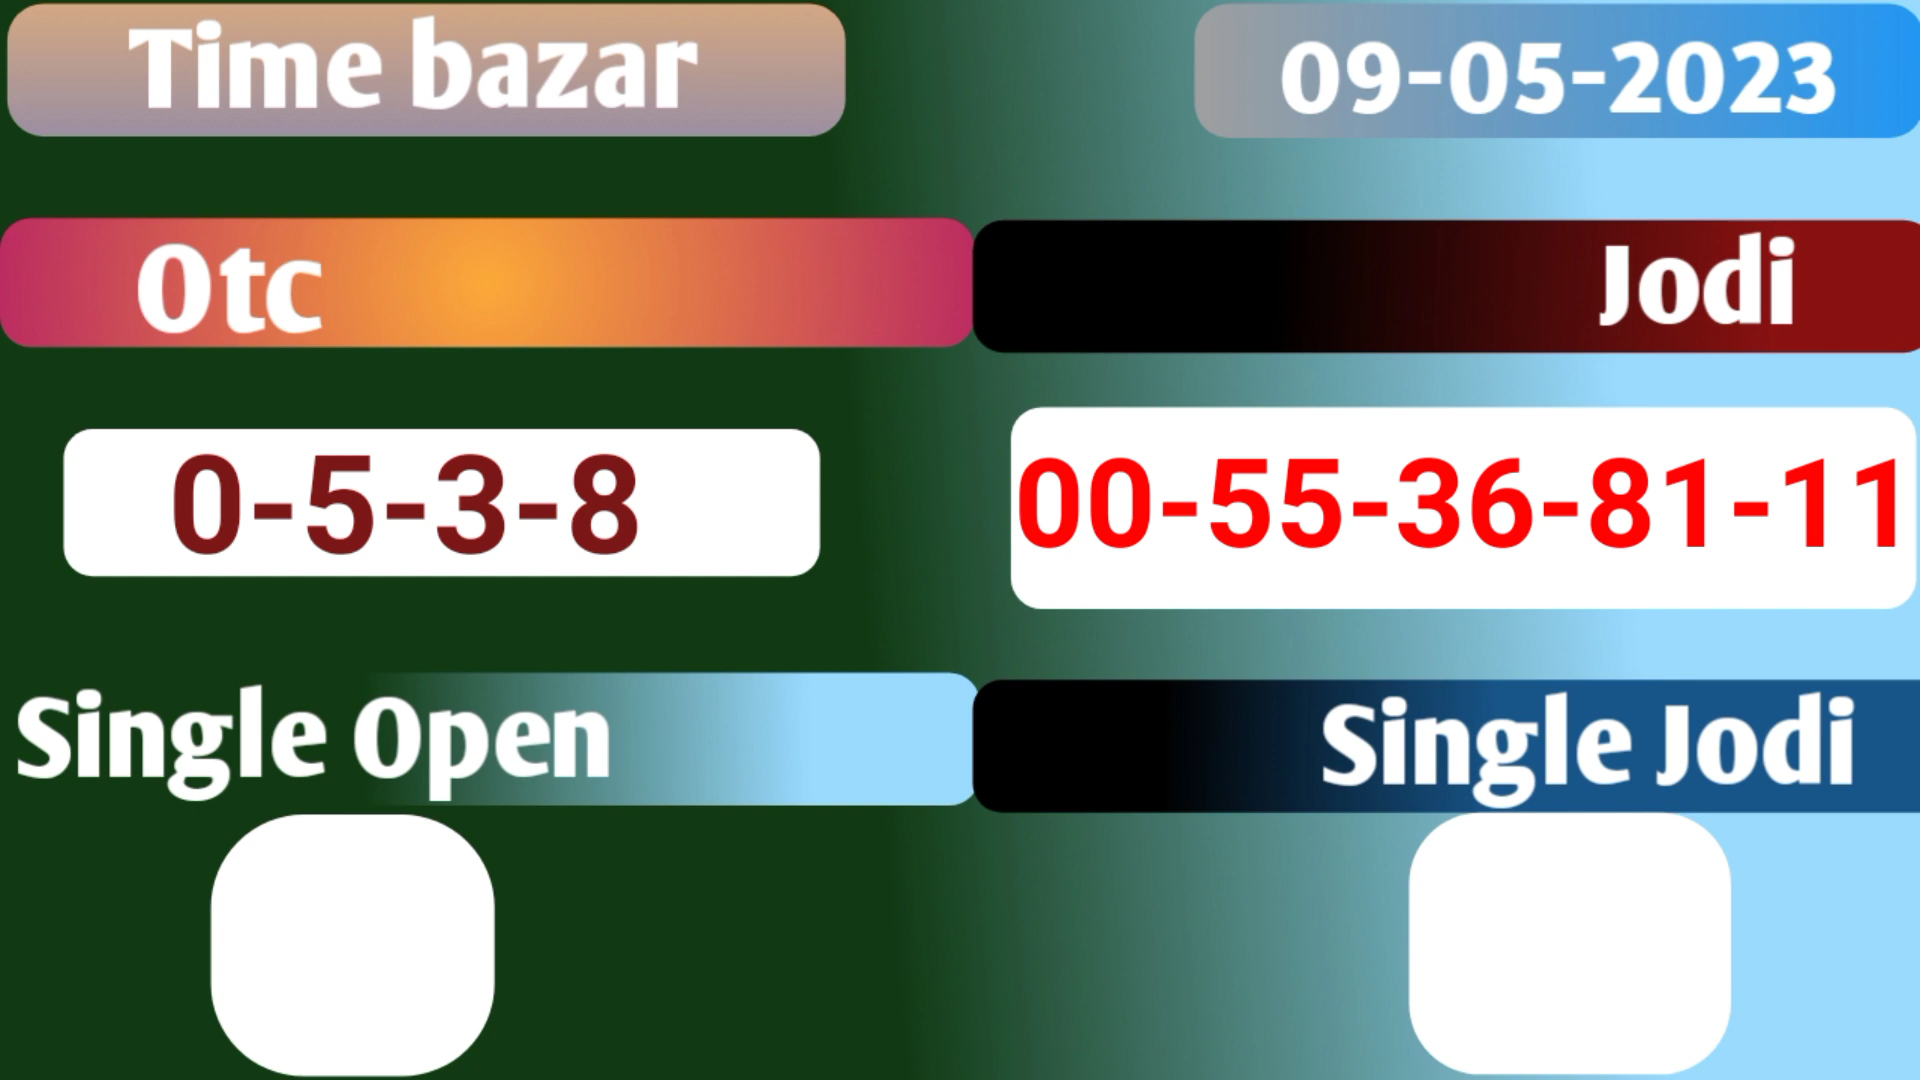 Time bazar
09-05-2023
Otc
Jodi
0-5-3-8
00-55-36-81-11
Single Open
Single Jodi